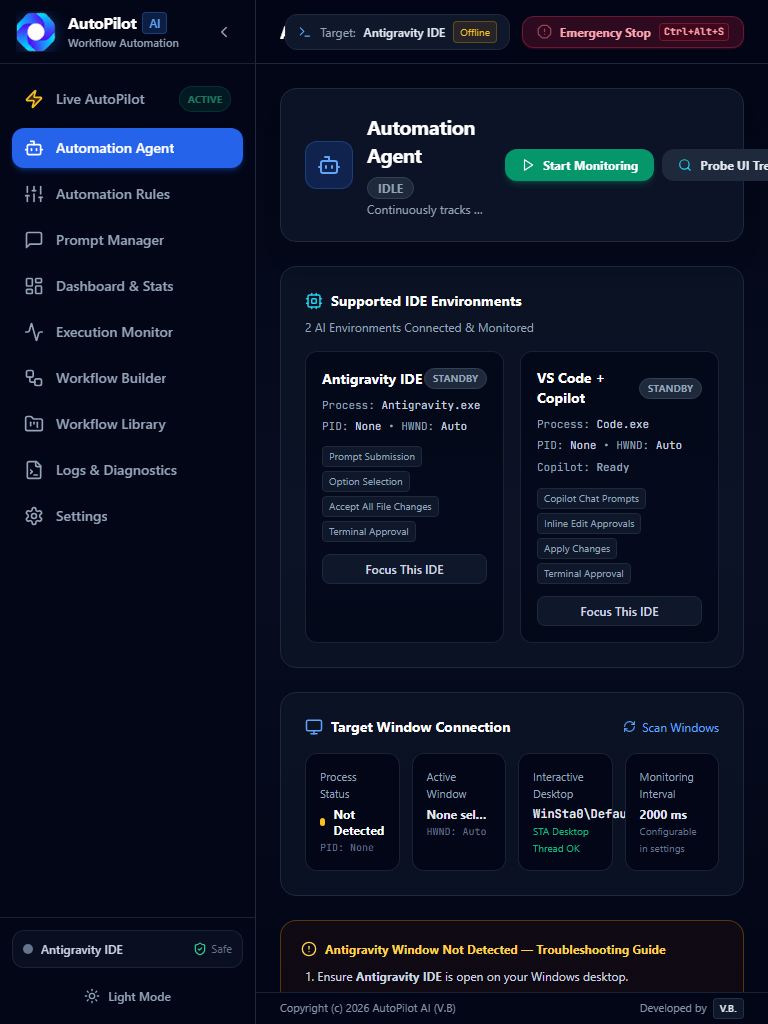 AutoPilot AI
Workflow Automation
Live AutoPilot ACTIVE
Automation Agent
Automation Rules
Prompt Manager
Dashboard & Stats
Execution Monitor
Workflow Builder
Workflow Library
Logs & Diagnostics
Settings
Antigravity IDE Safe
Light Mode
Target: Antigravity IDE Offline
Emergency Stop Ctrl+Alt+S
Automation
Agent
IDLE
Continuously tracks ...
Start Monitoring
Probe UI Tre
Supported IDE Environments
2 AI Environments Connected & Monitored
Antigravity IDE STANDBY
Process: Antigravity.exe
PID: None • HWND: Auto
Prompt Submission
Option Selection
Accept All File Changes
Terminal Approval
Focus This IDE
VS Code +
Copilot
STANDBY
Process: Code.exe
PID: None • HWND: Auto
Copilot: Ready
Copilot Chat Prompts
Inline Edit Approvals
Apply Changes
Terminal Approval
Focus This IDE
Target Window Connection
Scan Windows
Process
Status
Not
Detected
PID: None
Active
Window
None sel...
HWND: Auto
Interactive
Desktop
WinSta0\Defau
STA Desktop
Thread OK
Monitoring
Interval
2000 ms
Configurable
in settings
Antigravity Window Not Detected — Troubleshooting Guide
1. Ensure Antigravity IDE is open on your Windows desktop.
Copyright (c) 2026 AutoPilot AI (V.B)
Developed by V.B.